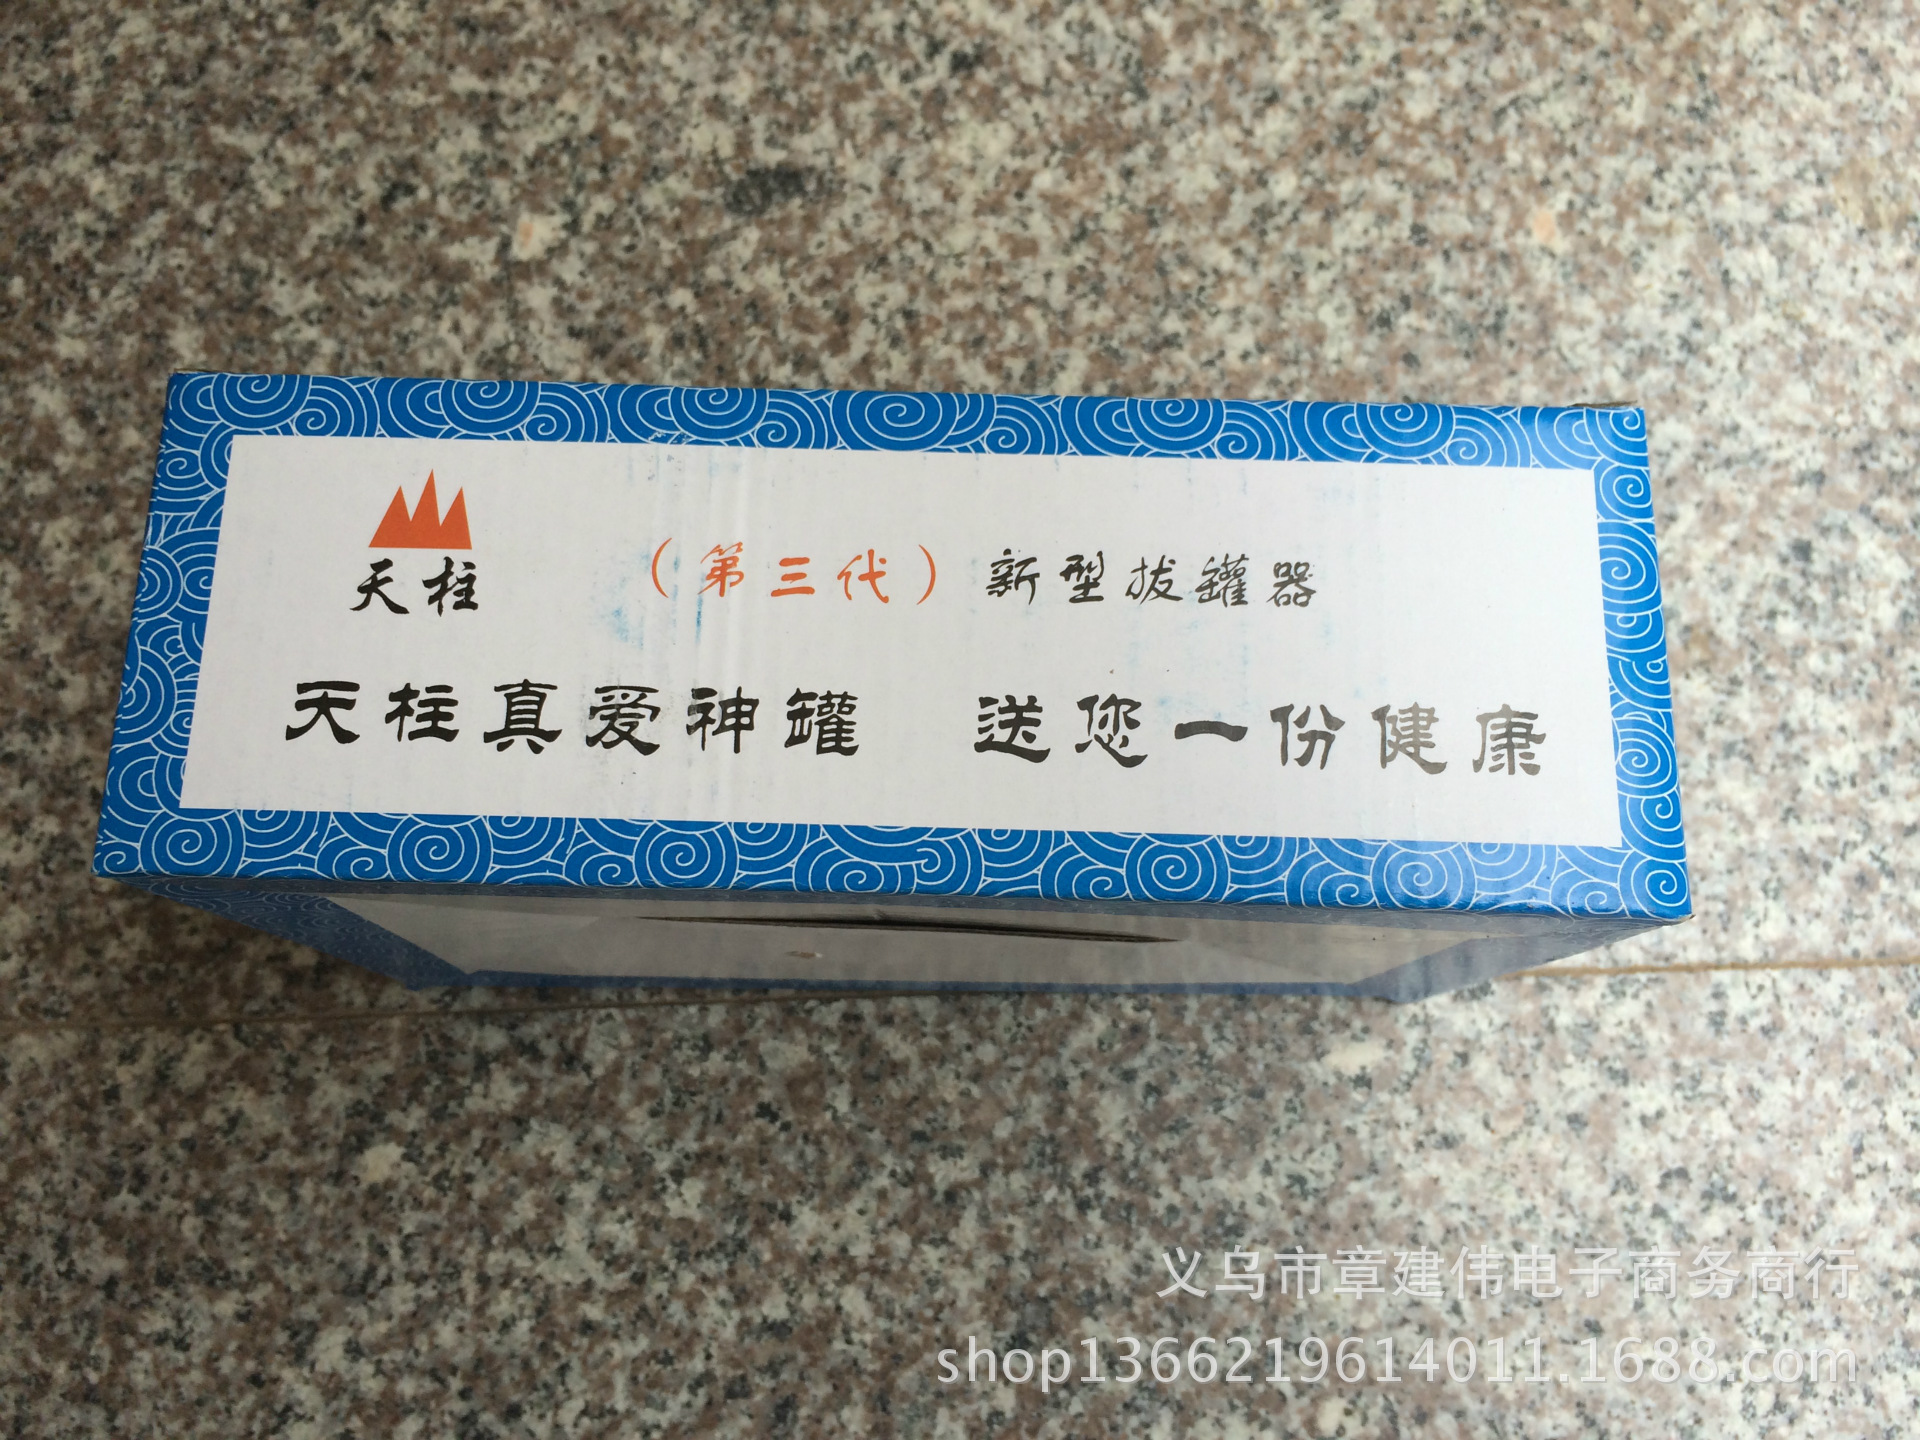 天柱
（第三代）新型拔罐器
天柱真爱神罐 送您一份健康
义乌市章建伟电子商务商行
shop1366219614011.1688.com